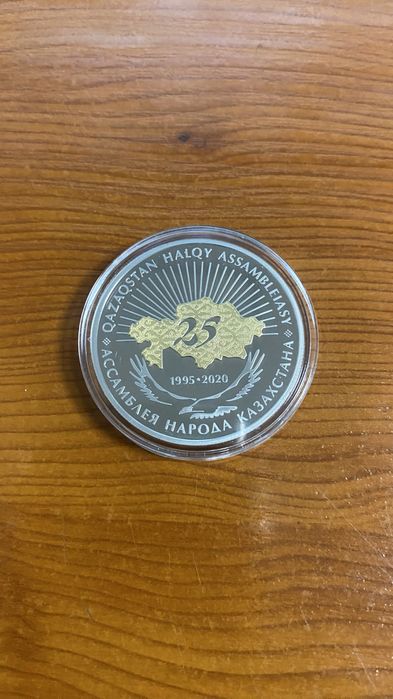 QAZAQSTAN HALQY ASSAMBLEIASY
25
1995•2020
АССАМБЛЕЯ НАРОДА КАЗАХСТАНА